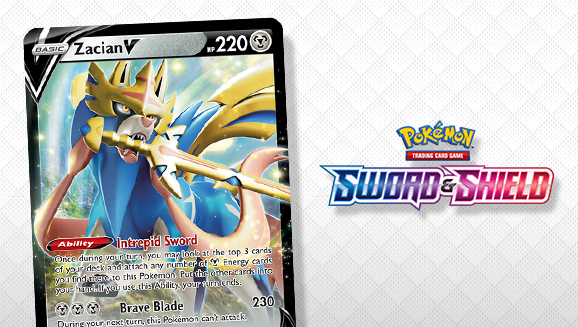 BASIC Zacian V HP 220
Ability Intrepid Sword
Once during your turn, you may look at the top 3 cards
of your deck and attach any number of Energy cards
you find there to this Pokémon. Put the other cards into
your hand. If you use this Ability, your turn ends.
Brave Blade 230
During your next turn, this Pokémon can't attack.
POKéMON
TRADING CARD GAME
SWORD & SHIELD